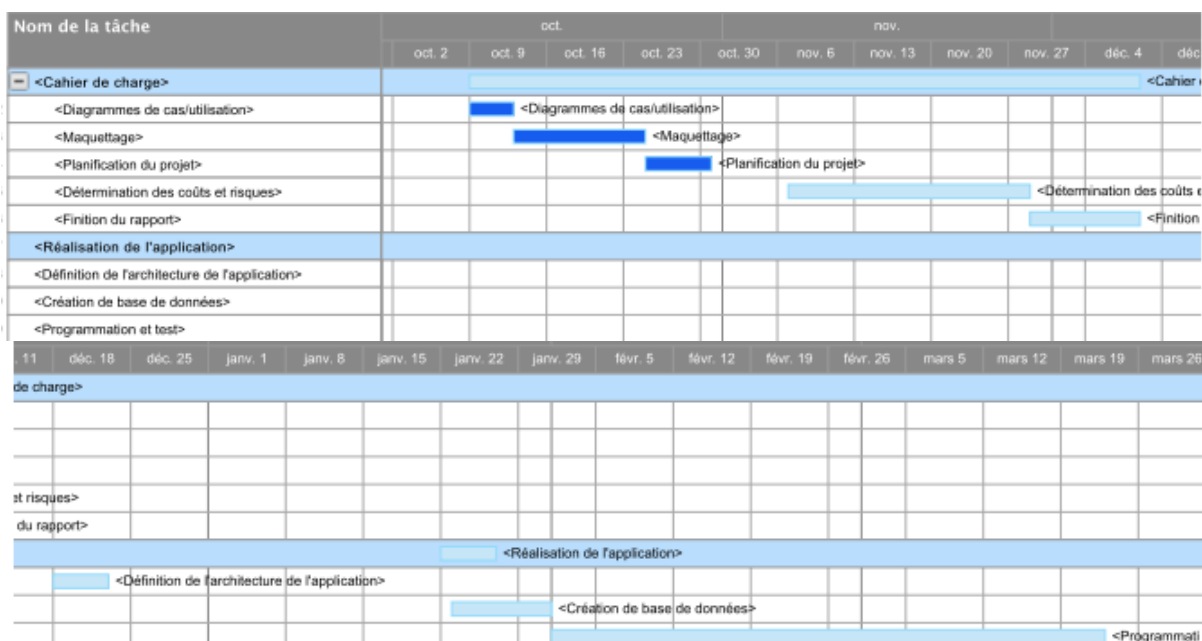 Nom de la tâche oct. nov.
oct. 2 oct. 9 oct. 16 oct. 23 oct. 30 nov. 6 nov. 13 nov. 20 nov. 27 déc. 4 déc
<Cahier de charge> <Cahier
<Diagrammes de cas/utilisation> <Diagrammes de cas/utilisation>
<Maquettage> <Maquettage>
<Planification du projet> <Planification du projet>
<Détermination des coûts et risques> <Détermination des coûts e
<Finition du rapport> <Finition
<Réalisation de l'application>
<Définition de l'architecture de l'application>
<Création de base de données>
<Programmation et test>
. 11 déc. 18 déc. 25 janv. 1 janv. 8 janv. 15 janv. 22 janv. 29 févr. 5 févr. 12 févr. 19 févr. 26 mars 5 mars 12 mars 19 mars 26
de charge>
et risques>
du rapport>
<Réalisation de l'application>
<Définition de l'architecture de l'application>
<Création de base de données>
<Programmati